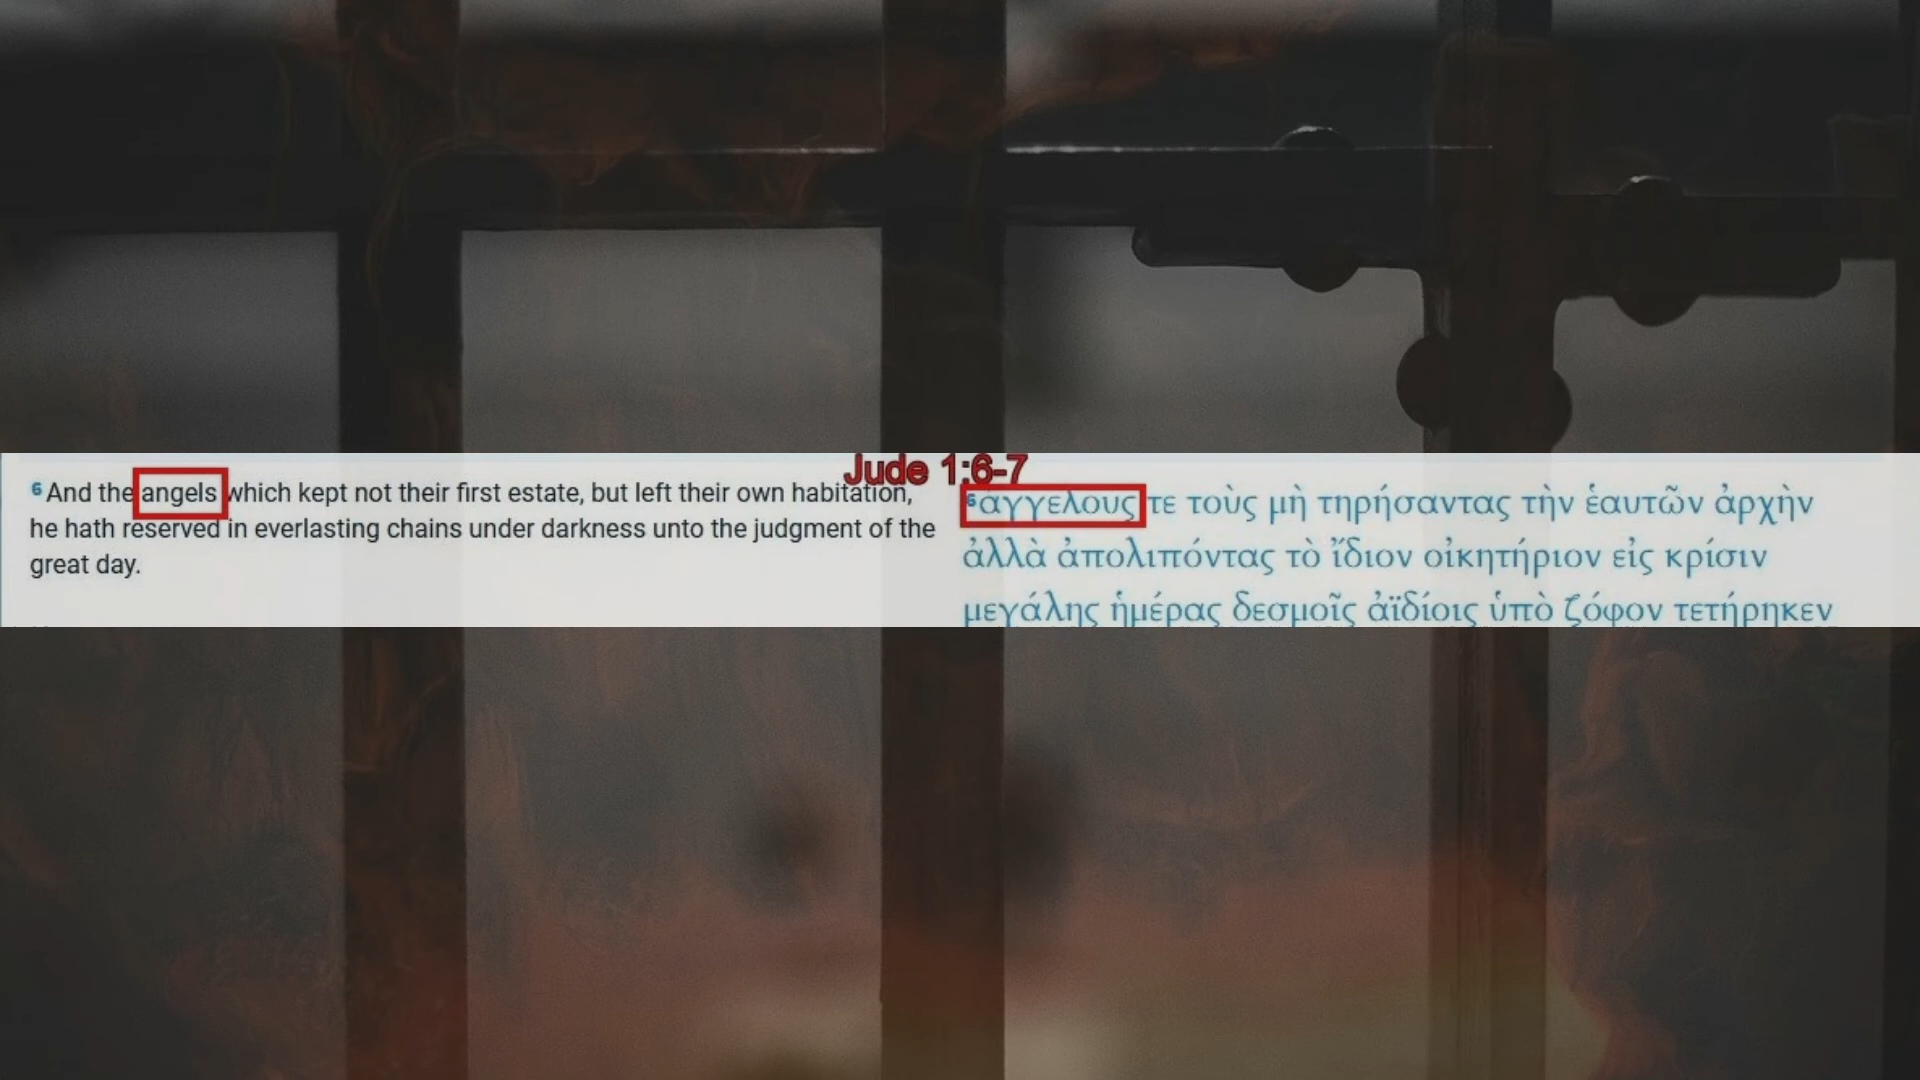 Jude 1:6-7
6 And the angels which kept not their first estate, but left their own habitation,
he hath reserved in everlasting chains under darkness unto the judgment of the
great day.
6 ἀγγέλους τε τοὺς μὴ τηρήσαντας τὴν ἑαυτῶν ἀρχὴν
ἀλλὰ ἀπολιπόντας τὸ ἴδιον οἰκητήριον εἰς κρίσιν
μεγάλης ἡμέρας δεσμοῖς ἀϊδίοις ὑπὸ ζόφον τετήρηκεν